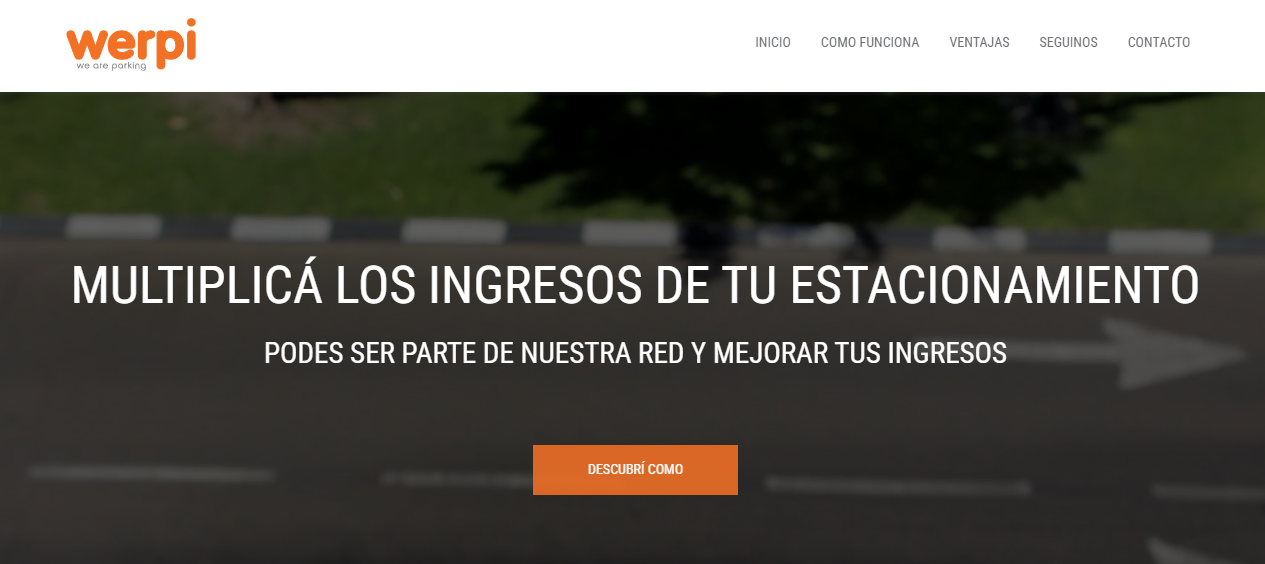 werpi
we are parking
INICIO COMO FUNCIONA VENTAJAS SEGUINOS CONTACTO
MULTIPLICÁ LOS INGRESOS DE TU ESTACIONAMIENTO
PODES SER PARTE DE NUESTRA RED Y MEJORAR TUS INGRESOS
DESCUBRÍ COMO